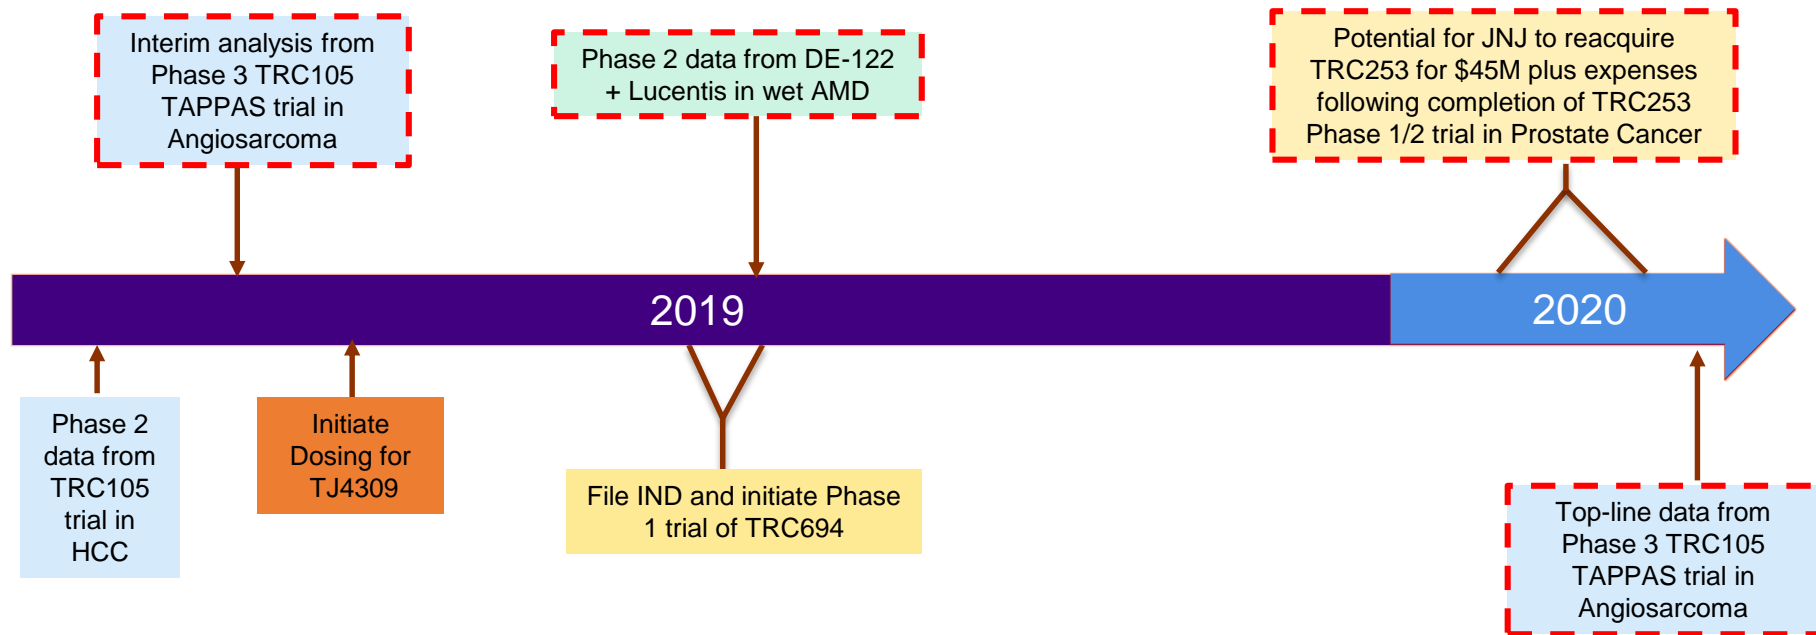 Interim analysis from
Phase 3 TRC105
TAPPAS trial in
Angiosarcoma
Phase 2 data from DE-122
+ Lucentis in wet AMD
Potential for JNJ to reacquire
TRC253 for $45M plus expenses
following completion of TRC253
Phase 1/2 trial in Prostate Cancer
2019
2020
Phase 2
data from
TRC105
trial in
HCC
Initiate
Dosing for
TJ4309
File IND and initiate Phase
1 trial of TRC694
Top-line data from
Phase 3 TRC105
TAPPAS trial in
Angiosarcoma